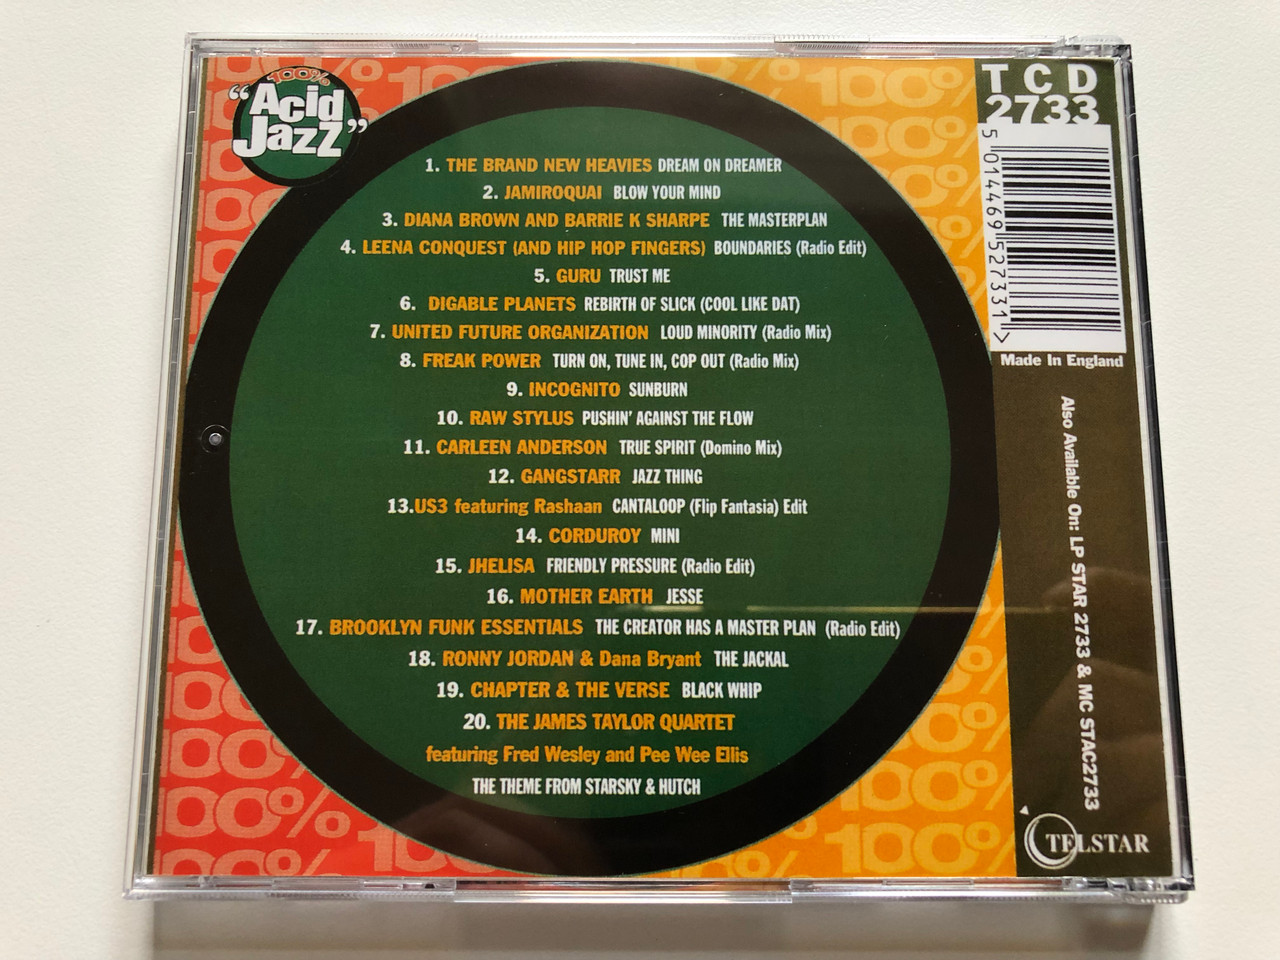 100%
"Acid
Jazz"
1. THE BRAND NEW HEAVIES DREAM ON DREAMER
2. JAMIROQUAI BLOW YOUR MIND
3. DIANA BROWN AND BARRIE K SHARPE THE MASTERPLAN
4. LEENA CONQUEST (AND HIP HOP FINGERS) BOUNDARIES (Radio Edit)
5. GURU TRUST ME
6. DIGABLE PLANETS REBIRTH OF SLICK (COOL LIKE DAT)
7. UNITED FUTURE ORGANIZATION LOUD MINORITY (Radio Mix)
8. FREAK POWER TURN ON, TUNE IN, COP OUT (Radio Mix)
9. INCOGNITO SUNBURN
10. RAW STYLUS PUSHIN' AGAINST THE FLOW
11. CARLEEN ANDERSON TRUE SPIRIT (Domino Mix)
12. GANGSTARR JAZZ THING
13.US3 featuring Rashaan CANTALOOP (Flip Fantasia) Edit
14. CORDUROY MINI
15. JHELISA FRIENDLY PRESSURE (Radio Edit)
16. MOTHER EARTH JESSE
17. BROOKLYN FUNK ESSENTIALS THE CREATOR HAS A MASTER PLAN (Radio Edit)
18. RONNY JORDAN & Dana Bryant THE JACKAL
19. CHAPTER & THE VERSE BLACK WHIP
20. THE JAMES TAYLOR QUARTET
featuring Fred Wesley and Pee Wee Ellis
THE THEME FROM STARSKY & HUTCH
TCD
2733
5 014469 527331 >
Made In England
Also Available On: LP STAR 2733 & MC STAC2733
TELSTAR